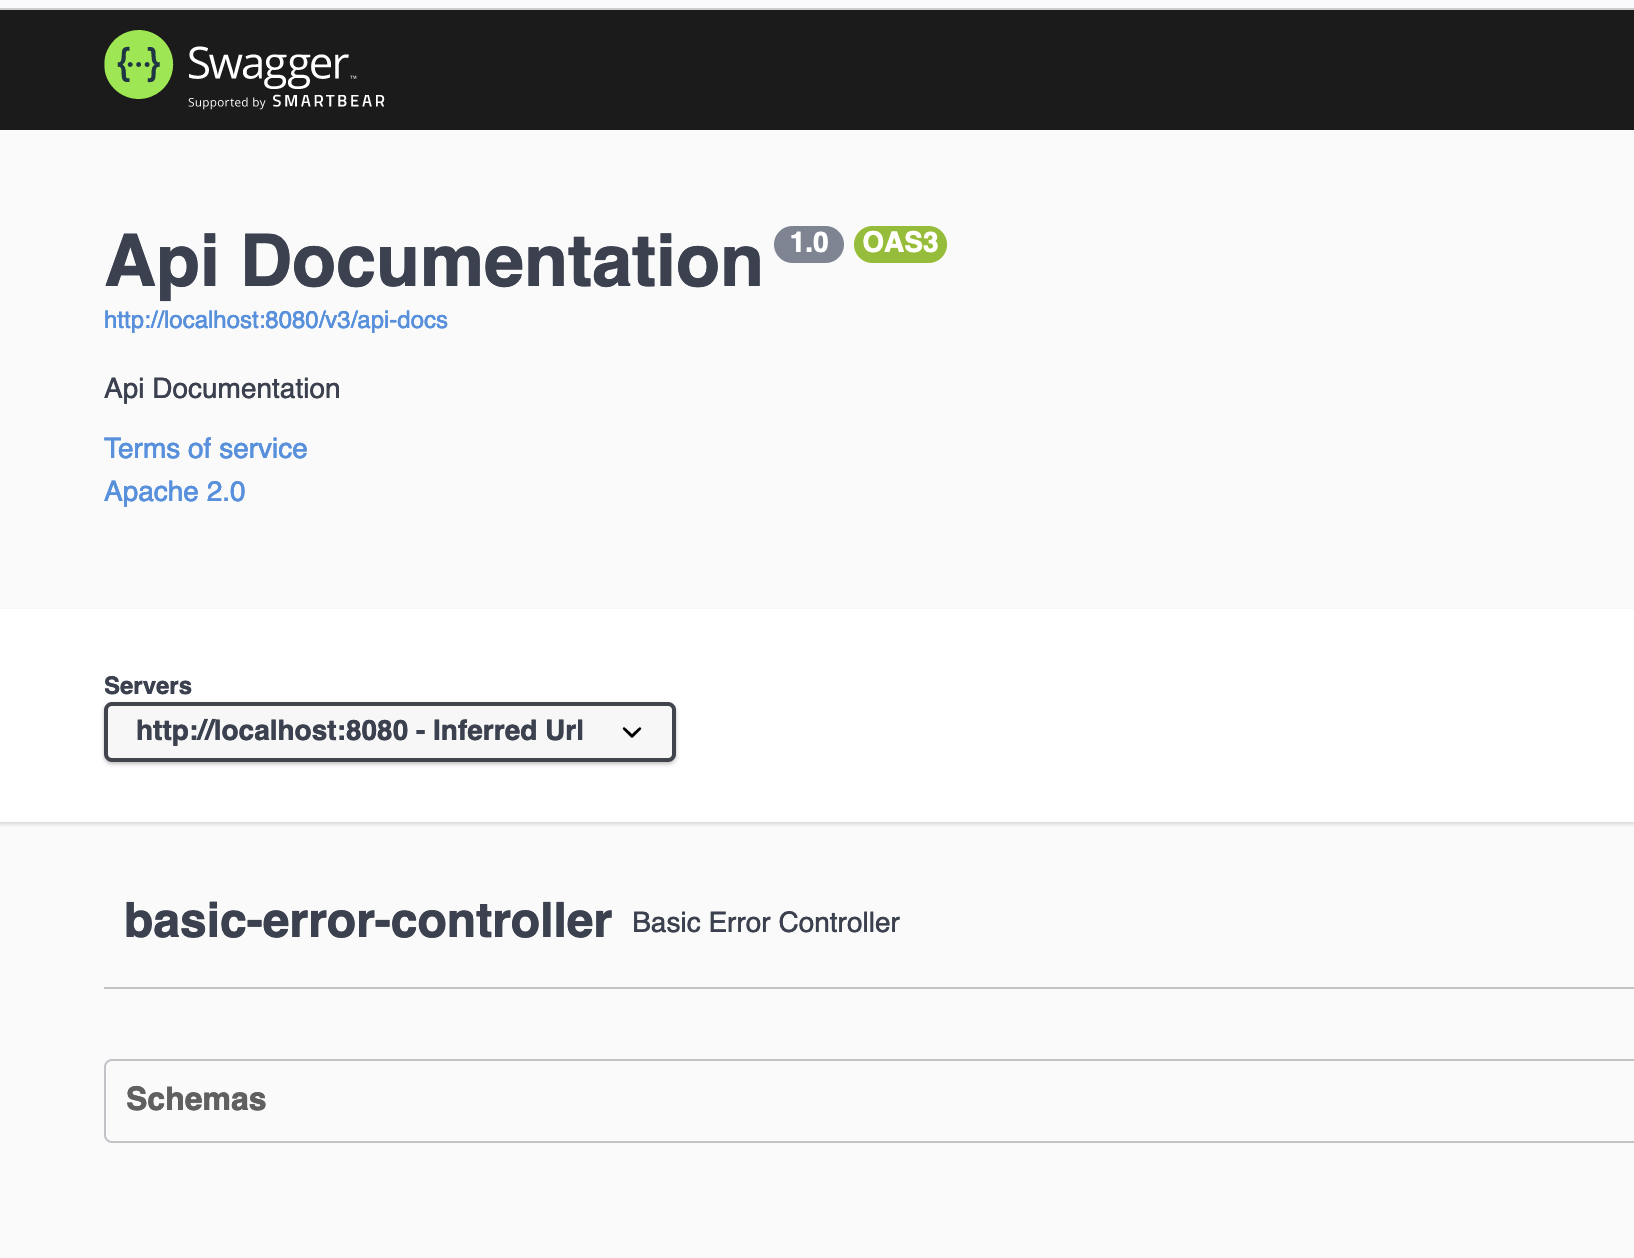 {...} Swagger™
Supported by SMARTBEAR
Api Documentation 1.0 OAS3
http://localhost:8080/v3/api-docs
Api Documentation
Terms of service
Apache 2.0
Servers
http://localhost:8080 - Inferred Url
basic-error-controller Basic Error Controller
Schemas